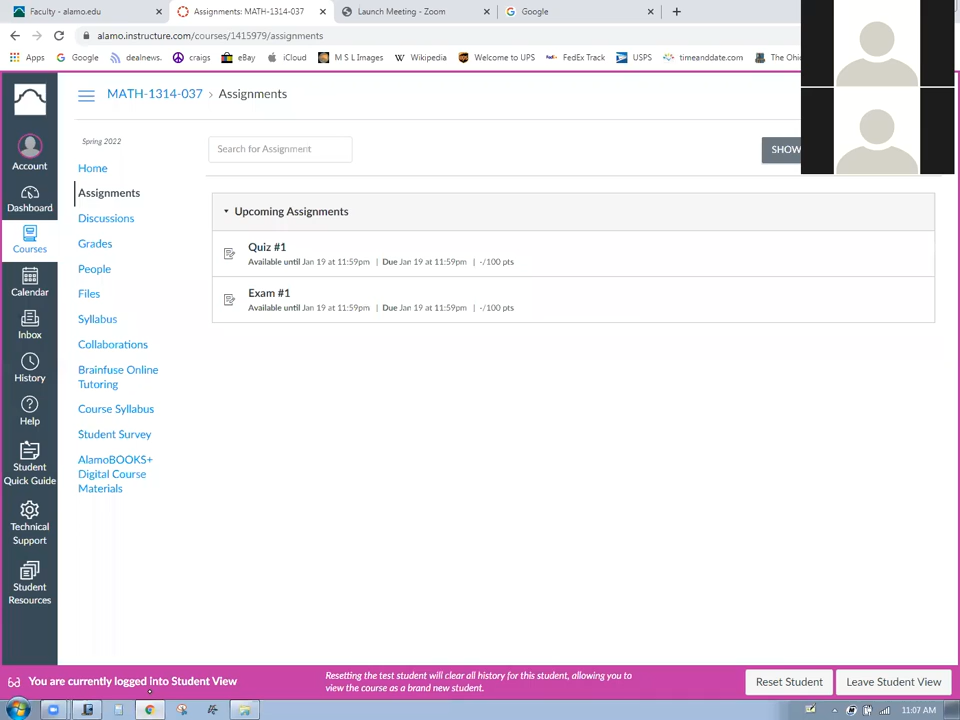 Faculty - alamo.edu
Assignments: MATH-1314-037
Launch Meeting - Zoom
Google
alamo.instructure.com/courses/1415979/assignments
Apps
Google
dealnews.
craigs
eBay
iCloud
M S L Images
Wikipedia
Welcome to UPS
FedEx Track
USPS
timeanddate.com
The Ohi
MATH-1314-037 › Assignments
Account
Dashboard
Courses
Calendar
Inbox
History
Help
Student
Quick Guide
Technical
Support
Student
Resources
Spring 2022
Home
Assignments
Discussions
Grades
People
Files
Syllabus
Collaborations
Brainfuse Online
Tutoring
Course Syllabus
Student Survey
AlamoBOOKS+
Digital Course
Materials
Search for Assignment
SHOW
Upcoming Assignments
Quiz #1
Available until Jan 19 at 11:59pm | Due Jan 19 at 11:59pm | -/100 pts
Exam #1
Available until Jan 19 at 11:59pm | Due Jan 19 at 11:59pm | -/100 pts
You are currently logged into Student View
Resetting the test student will clear all history for this student, allowing you to
view the course as a brand new student.
Reset Student
Leave Student View
11:07 AM